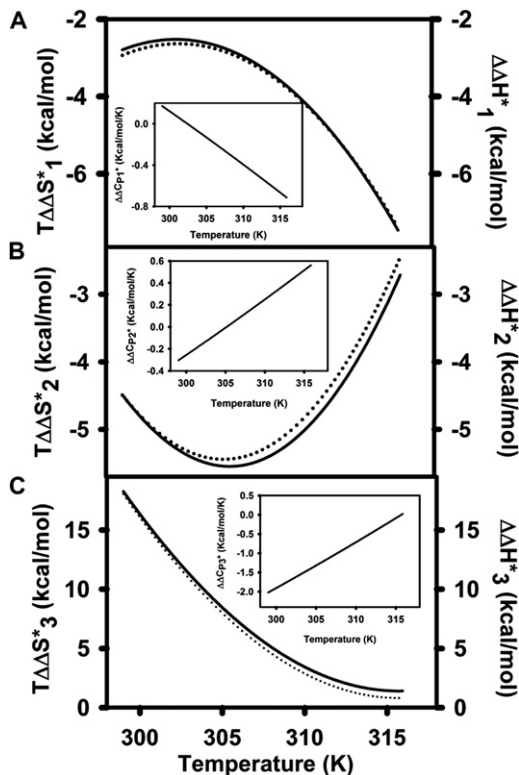 A
-2
-4
-6
TΔΔS*1 (kcal/mol)
-2
-4
-6
ΔΔH*1 (kcal/mol)
0.0
-0.4
-0.8
ΔΔCP1* (Kcal/mol/K)
300 305 310 315
Temperature (K)
B
-3
-4
-5
TΔΔS*2 (kcal/mol)
-3
-4
-5
ΔΔH*2 (kcal/mol)
0.6
0.4
0.2
0.0
-0.2
-0.4
ΔΔCP2* (Kcal/mol/K)
300 305 310 315
Temperature (K)
C
15
10
5
0
TΔΔS*3 (kcal/mol)
15
10
5
0
ΔΔH*3 (kcal/mol)
0.5
0.0
-0.5
-1.0
-1.5
-2.0
ΔΔCP3* (Kcal/mol/K)
300 305 310 315
Temperature (K)
300 305 310 315
Temperature (K)